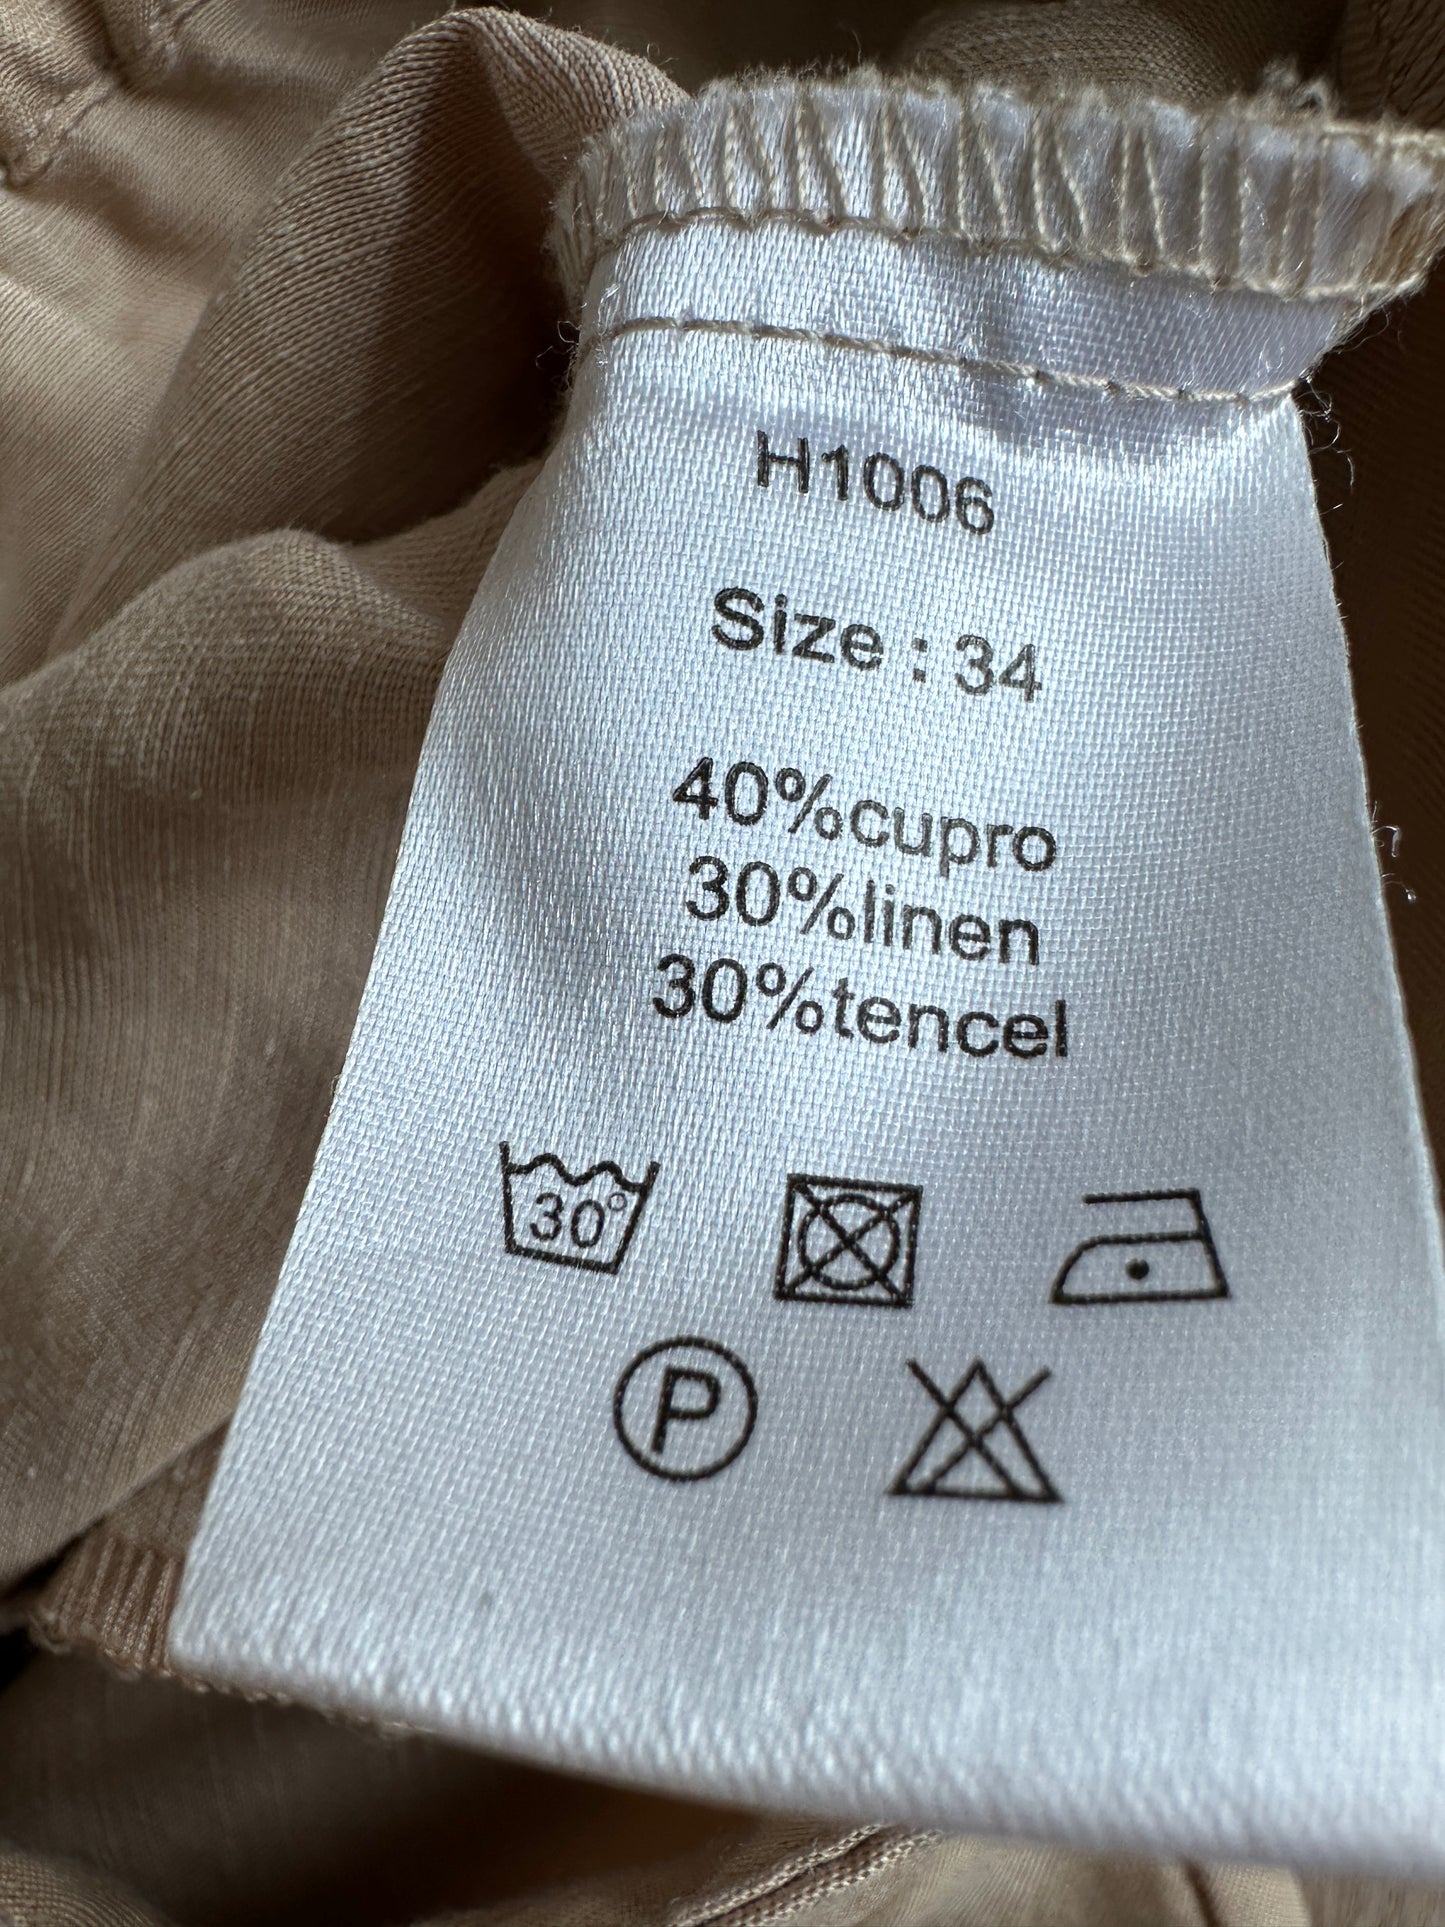 H1006
Size : 34
40%cupro
30%linen
30%tencel
30°
P